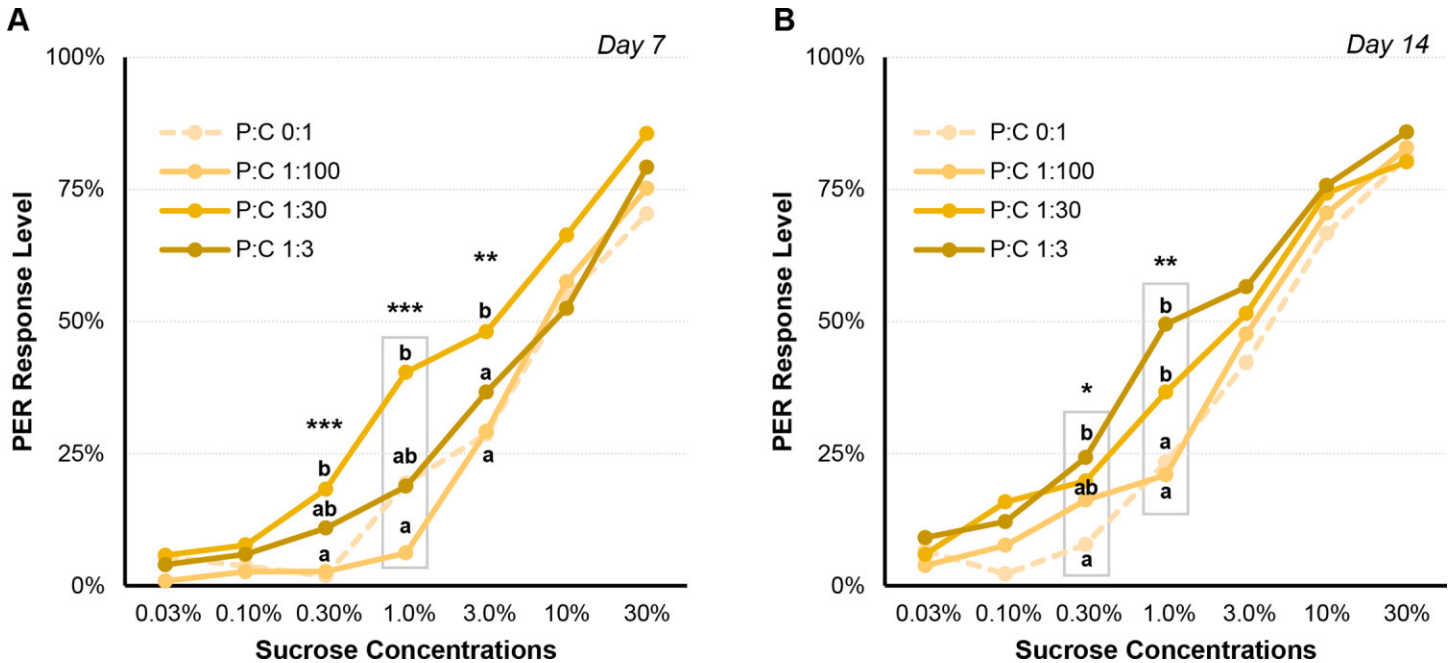 A
Day 7
100%
75%
50%
25%
0%
PER Response Level
P:C 0:1
P:C 1:100
P:C 1:30
P:C 1:3
***
b
ab
a
***
b
ab
a
**
b
a
a
0.03% 0.10% 0.30% 1.0% 3.0% 10% 30%
Sucrose Concentrations
B
Day 14
100%
75%
50%
25%
0%
PER Response Level
P:C 0:1
P:C 1:100
P:C 1:30
P:C 1:3
*
b
ab
a
**
b
b
a
a
0.03% 0.10% 0.30% 1.0% 3.0% 10% 30%
Sucrose Concentrations